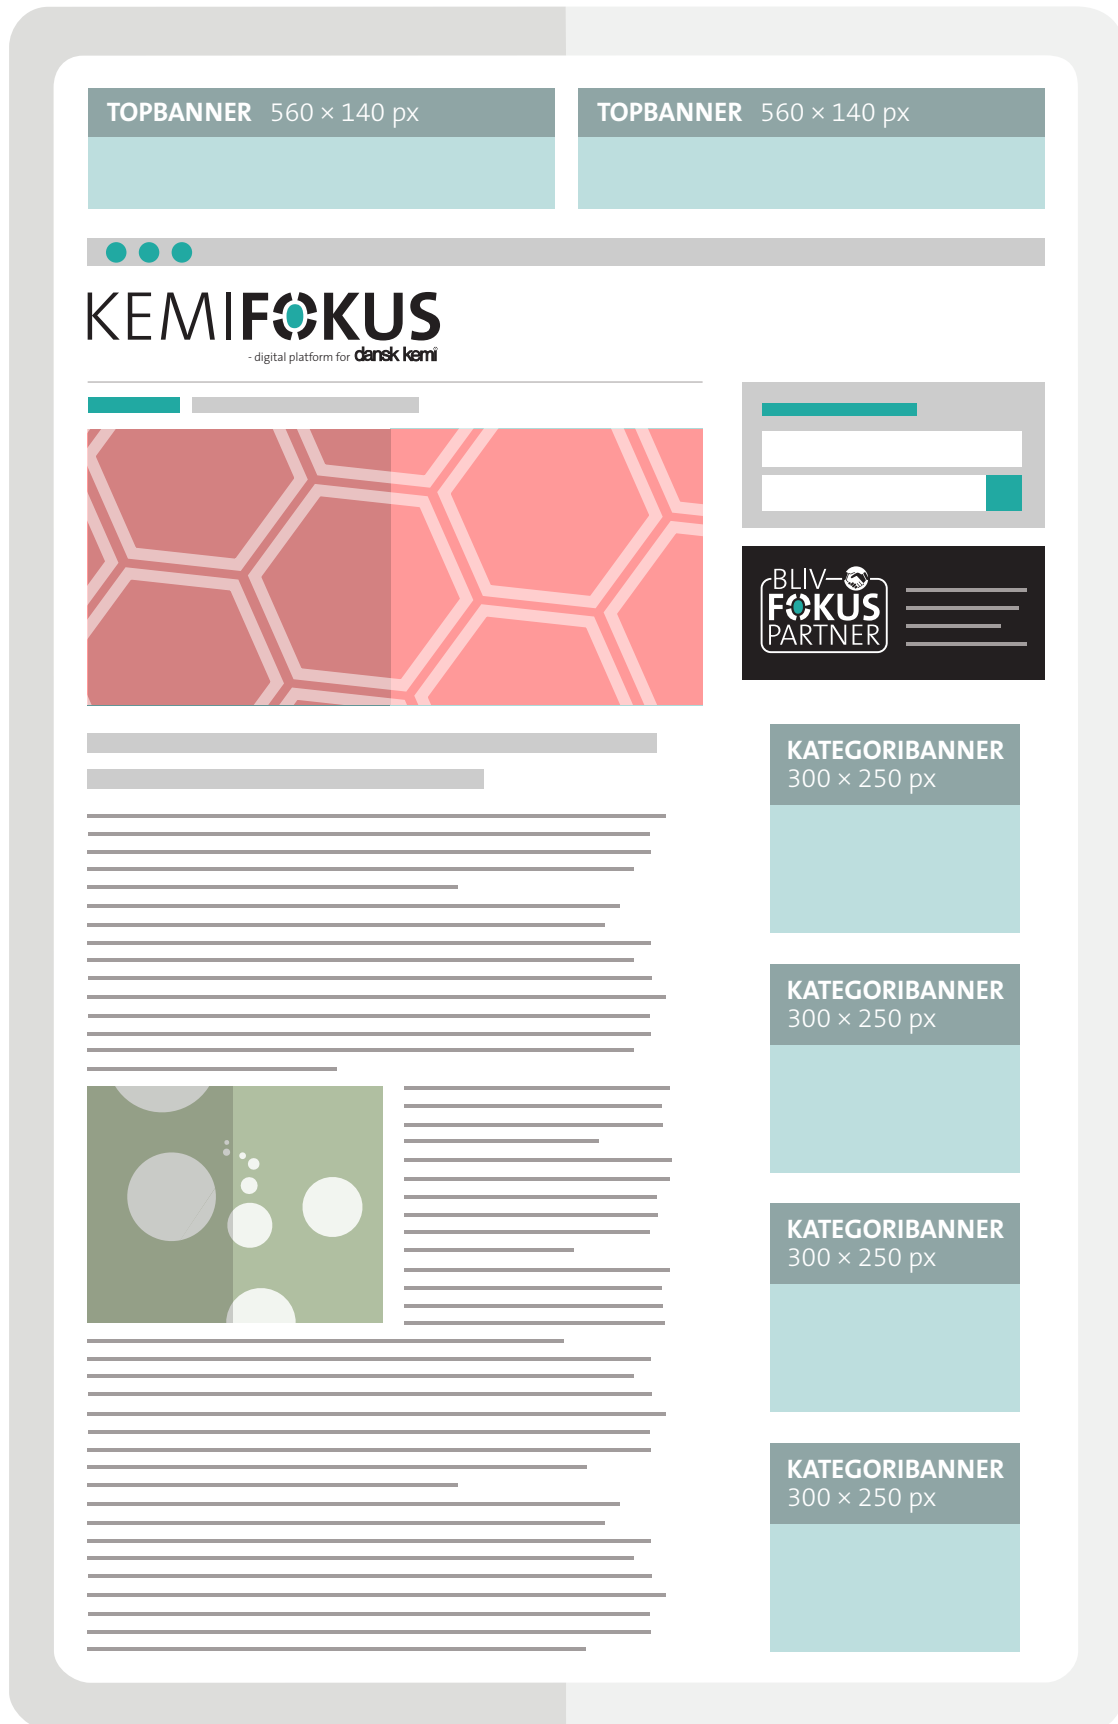 TOPBANNER 560 × 140 px
TOPBANNER 560 × 140 px
KEMIFOKUS
- digital platform for dansk kemi
BLIV
FOKUS
PARTNER
KATEGORIBANNER
300 × 250 px
KATEGORIBANNER
300 × 250 px
KATEGORIBANNER
300 × 250 px
KATEGORIBANNER
300 × 250 px